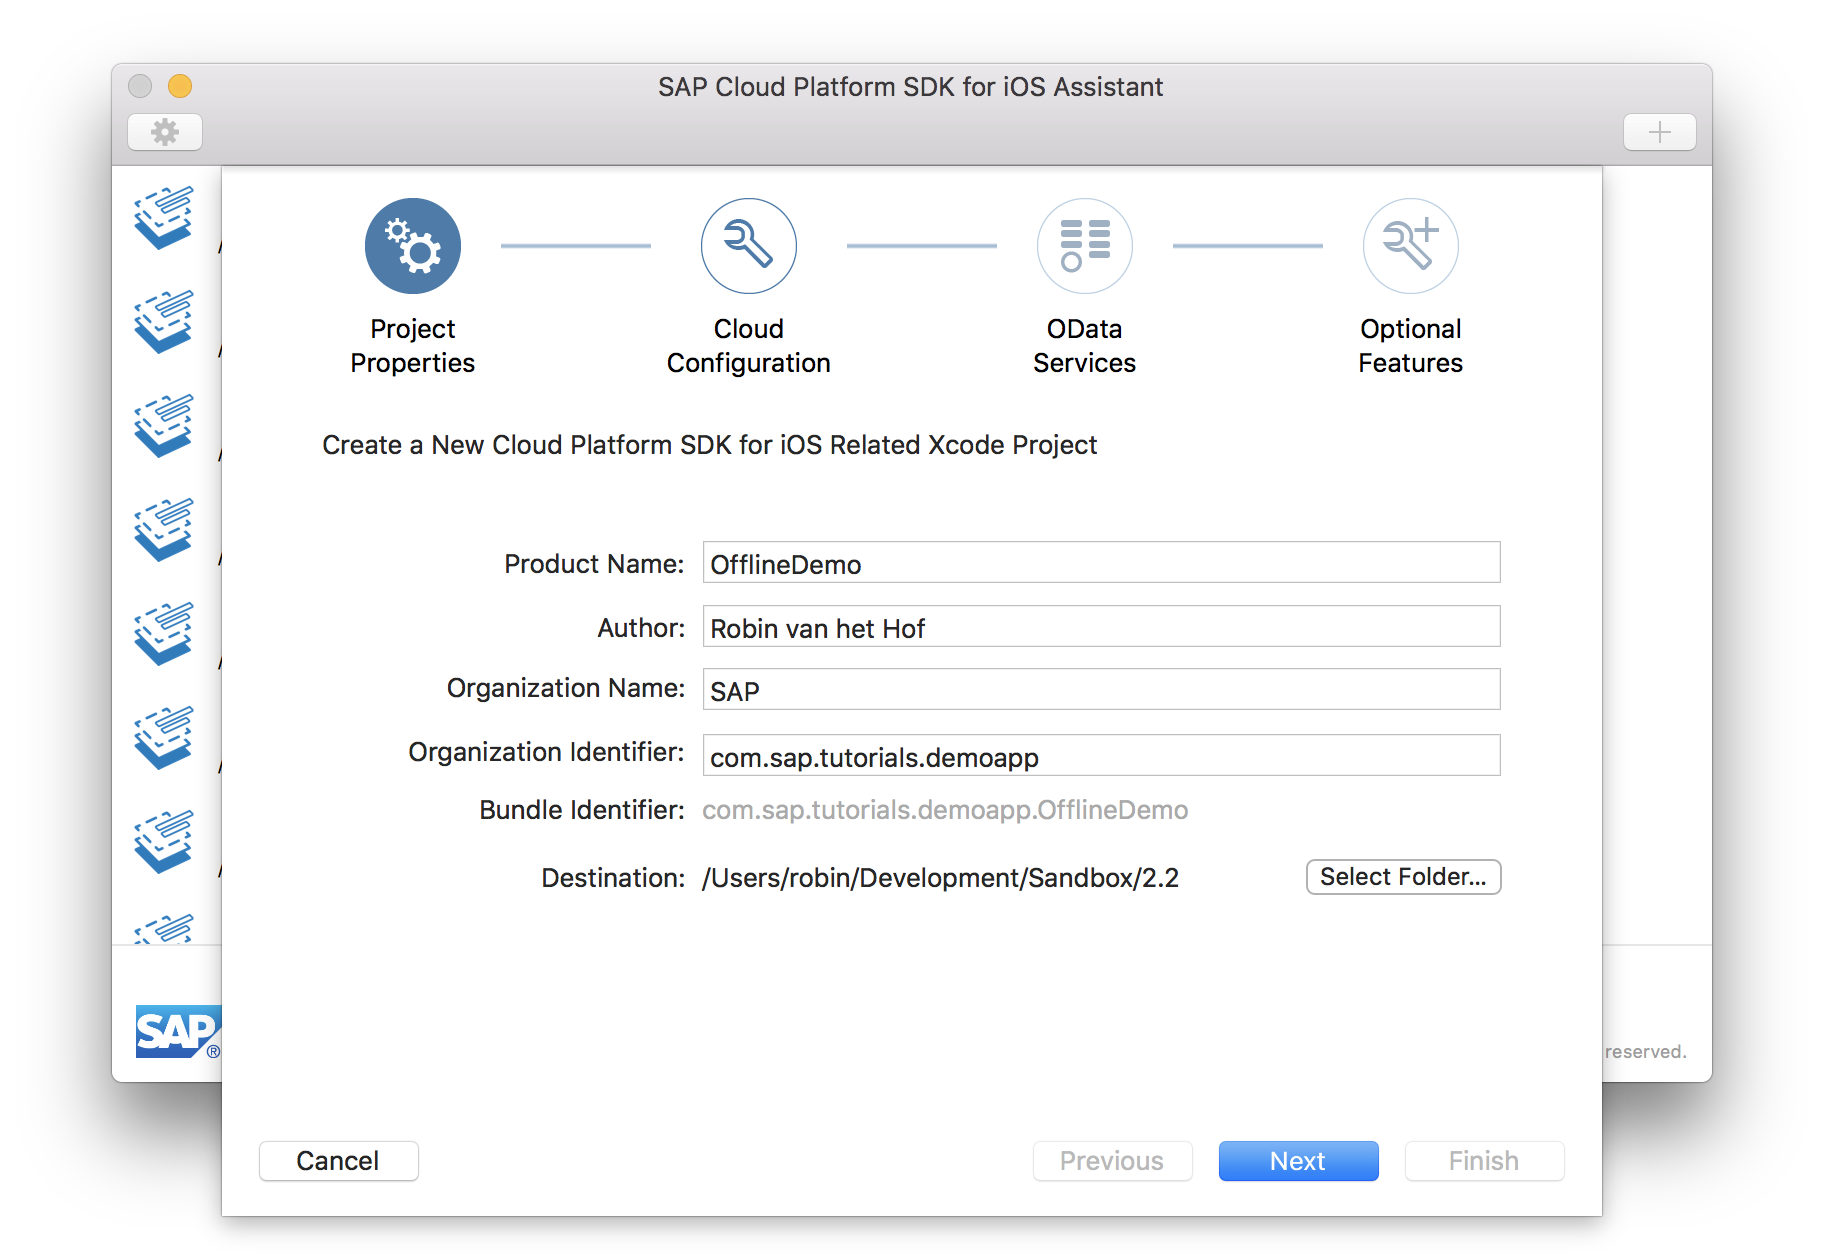 SAP Cloud Platform SDK for iOS Assistant
Project
Properties
Cloud
Configuration
OData
Services
Optional
Features
Create a New Cloud Platform SDK for iOS Related Xcode Project
Product Name: OfflineDemo
Author: Robin van het Hof
Organization Name: SAP
Organization Identifier: com.sap.tutorials.demoapp
Bundle Identifier: com.sap.tutorials.demoapp.OfflineDemo
Destination: /Users/robin/Development/Sandbox/2.2 Select Folder...
SAP®
reserved.
Cancel Previous Next Finish